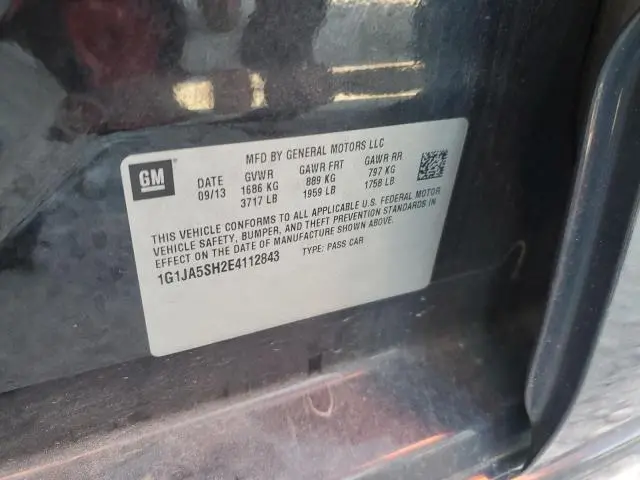 GM
MFD BY GENERAL MOTORS LLC
DATE GVWR GAWR FRT GAWR RR
09/13 1686 KG 889 KG 797 KG
3717 LB 1959 LB 1758 LB
THIS VEHICLE CONFORMS TO ALL APPLICABLE U.S. FEDERAL MOTOR
VEHICLE SAFETY, BUMPER, AND THEFT PREVENTION STANDARDS IN
EFFECT ON THE DATE OF MANUFACTURE SHOWN ABOVE.
1G1JA5SH2E4112843 TYPE: PASS CAR